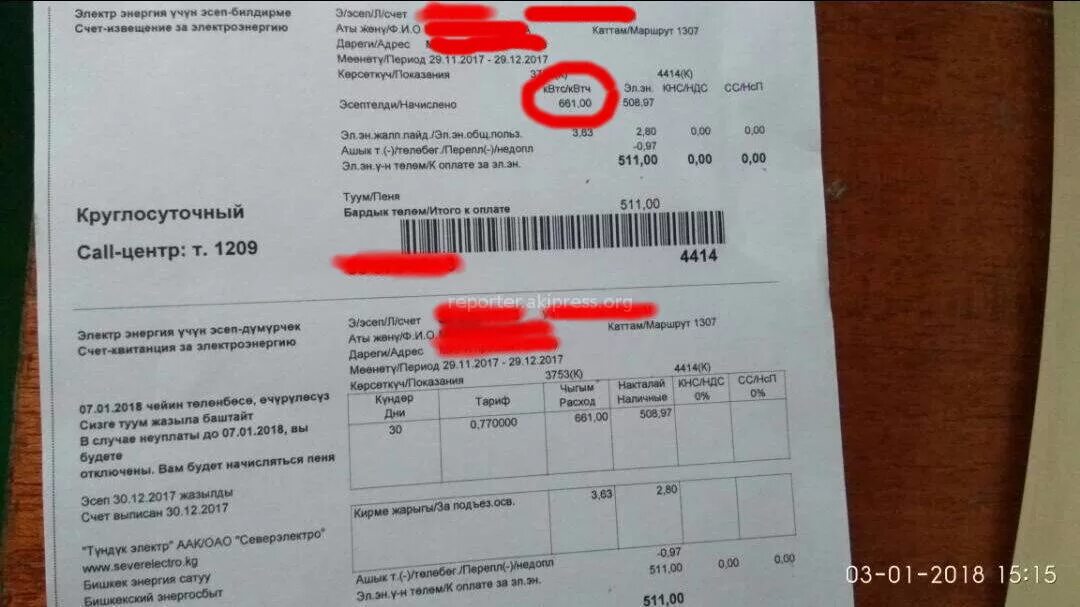 Электр энергия үчүн эсеп-билдирме
Счет-извещение за электроэнергию
Э/эсеп/Л/счет
Аты жөнү/Ф.И.О
Каттам/Маршрут 1307
Дареги/Адрес
Мөөнөтү/Период 29.11.2017 - 29.12.2017
Көрсөткүч/Показания 4414(К)
кВтс/кВтч Эл.эн. КНС/НДС СС/НсП
Эсептелди/Начислено 661,00 508,97
Эл.эн.жалп.пайд./Эл.эн.общ.польз. 3,63 2,80 0,00 0,00
Ашык т.(-)/төлөбөг./Перепл(-)/недопл -0,97
Эл.эн.ү-н төлөм/К оплате за эл.эн. 511,00 0,00 0,00
Туум/Пеня
Бардык төлөм/Итого к оплате 511,00
Круглосуточный
Call-центр: т. 1209
4414
reporter.akipress.org
Электр энергия үчүн эсеп-дүмүрчөк
Счет-квитанция за электроэнергию
Э/эсеп/Л/счет
Аты жөнү/Ф.И.О.
Каттам/Маршрут 1307
Дареги/Адрес
Мөөнөтү/Период 29.11.2017 - 29.12.2017
Көрсөткүч/Показания 3753(К) 4414(К)
Күндөр Дни
Тариф
Чыгым Расход
Накталай Наличные
КНС/НДС 0%
СС/НсП 0%
30 0,770000 661,00 508,97
07.01.2018 чейин төлөнбөсө, өчүрүлөсүз
Сизге туум жазыла баштайт
В случае неуплаты до 07.01.2018, вы
будете
отключены. Вам будет начисляться пеня
Эсеп 30.12.2017 жазылды
Счет выписан 30.12.2017
Кирме жарыгы/За подъез.осв. 3,63 2,80
"Түндүк электр" ААК/ОАО "Северэлектро"
www.severelectro.kg
Бишкек энергия сатуу
Бишкекский энергосбыт
Ашык т.(-)/төлөбөг./Перепл(-)/недопл -0,97
Эл.эн.ү-н төлөм/К оплате за эл.эн. 511,00 0,00 0,00
511,00
03-01-2018 15:15